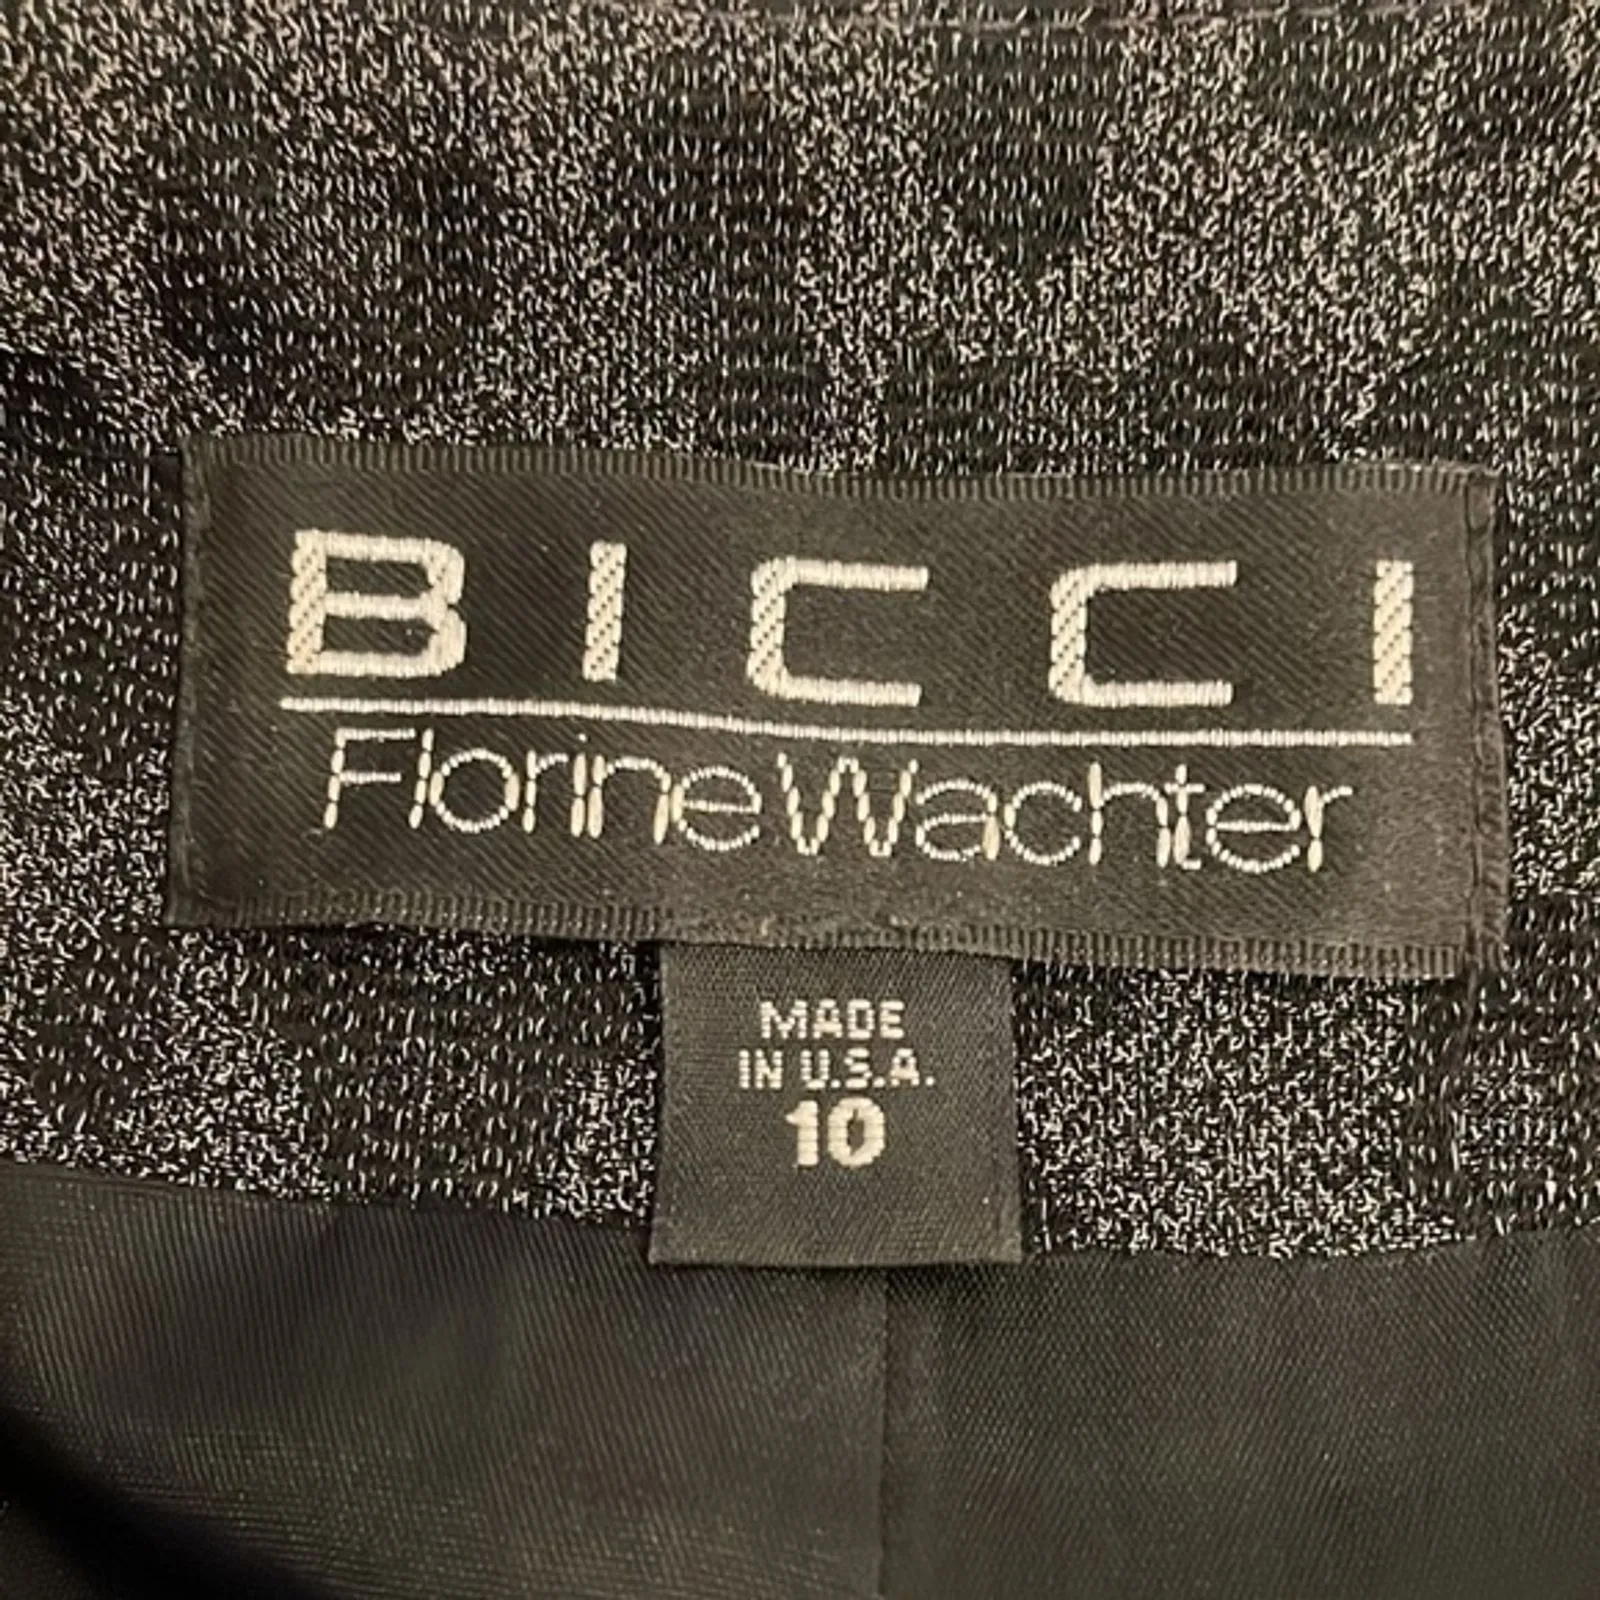 BICCI
Florine Wachter
MADE
IN U.S.A.
10